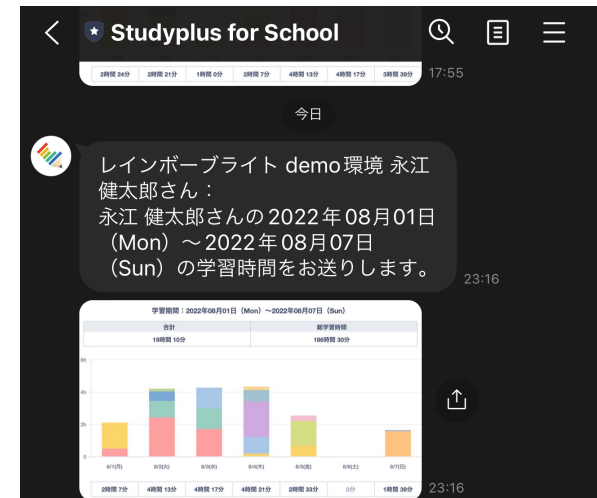 Studyplus for School
2時間 24分 2時間 21分 1時間 0分 2時間 7分 4時間 13分 4時間 17分 3時間 39分
17:55
今日
レインボーブライト demo環境 永江
健太郎さん：
永江 健太郎さんの2022年08月01日
（Mon）～2022年08月07日
（Sun）の学習時間をお送りします。
23:16
学習期間：2022年08月01日（Mon）～2022年08月07日（Sun）
合計 総学習時間
19時間 10分 186時間 30分
6h
4h
2h
0
8/1(月) 8/2(火) 8/3(水) 8/4(木) 8/5(金) 8/6(土) 8/7(日)
2時間 7分 4時間 13分 4時間 17分 4時間 21分 2時間 33分 0分 1時間 39分
23:16